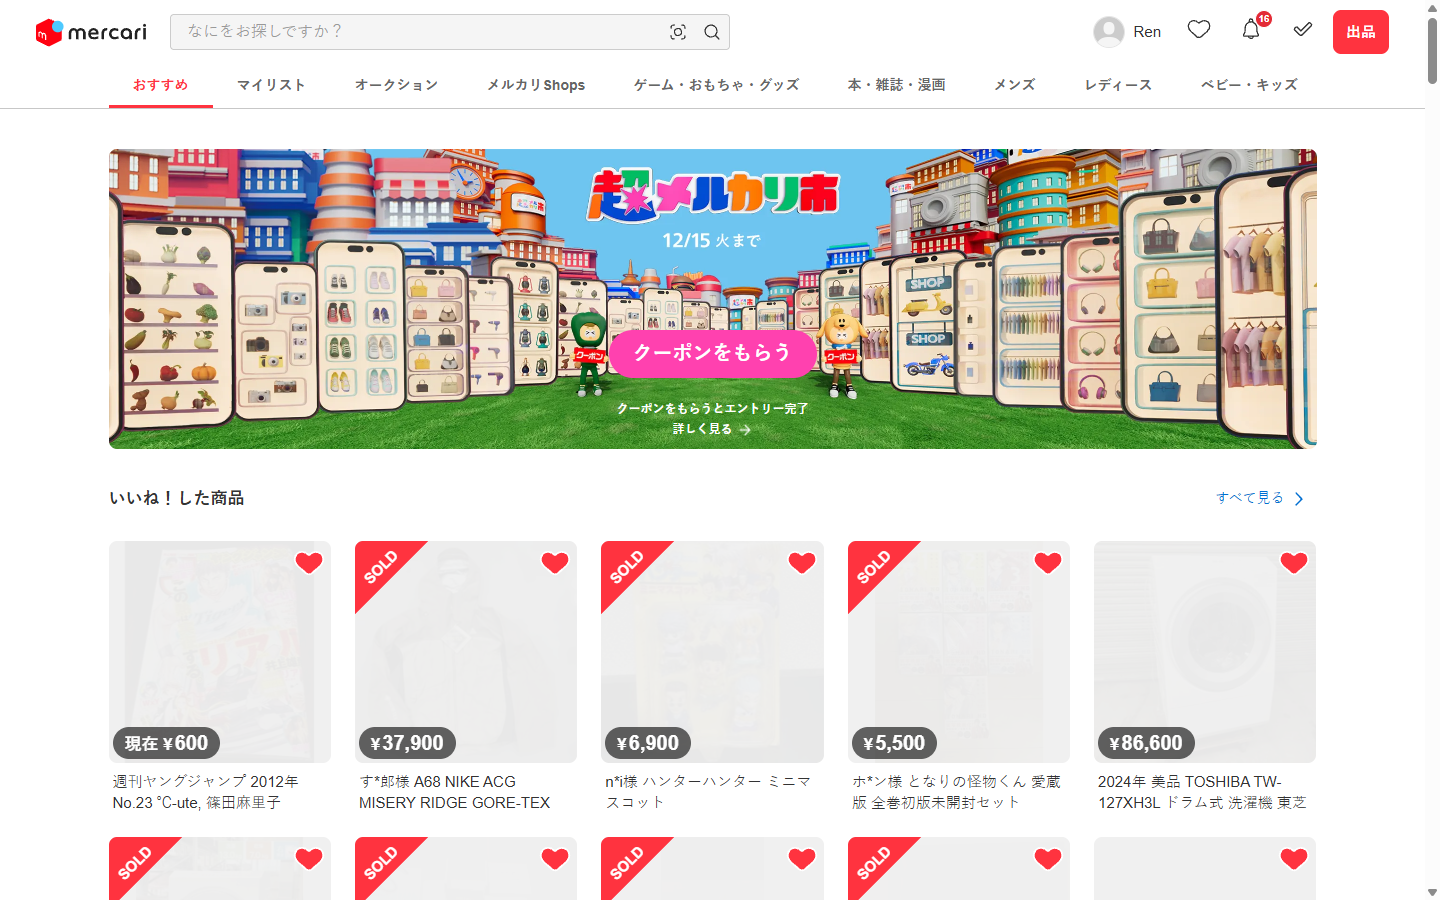 mercari
なにをお探しですか？
Ren
16
出品
おすすめ
マイリスト
オークション
メルカリShops
ゲーム・おもちゃ・グッズ
本・雑誌・漫画
メンズ
レディース
ベビー・キッズ
超メルカリ市
12/15 火まで
SHOP
SHOP
クーポン
クーポンをもらう
クーポン
クーポンをもらうとエントリー完了
詳しく見る
いいね！した商品
すべて見る
現在 ¥600
週刊ヤングジャンプ 2012年
No.23 ℃-ute, 篠田麻里子
SOLD
¥37,900
す*郎様 A68 NIKE ACG
MISERY RIDGE GORE-TEX
SOLD
¥6,900
n*i様 ハンターハンター ミニマ
スコット
SOLD
¥5,500
ホ*ン様 となりの怪物くん 愛蔵
版 全巻初版未開封セット
¥86,600
2024年 美品 TOSHIBA TW-
127XH3L ドラム式 洗濯機 東芝
SOLD
SOLD
SOLD
SOLD